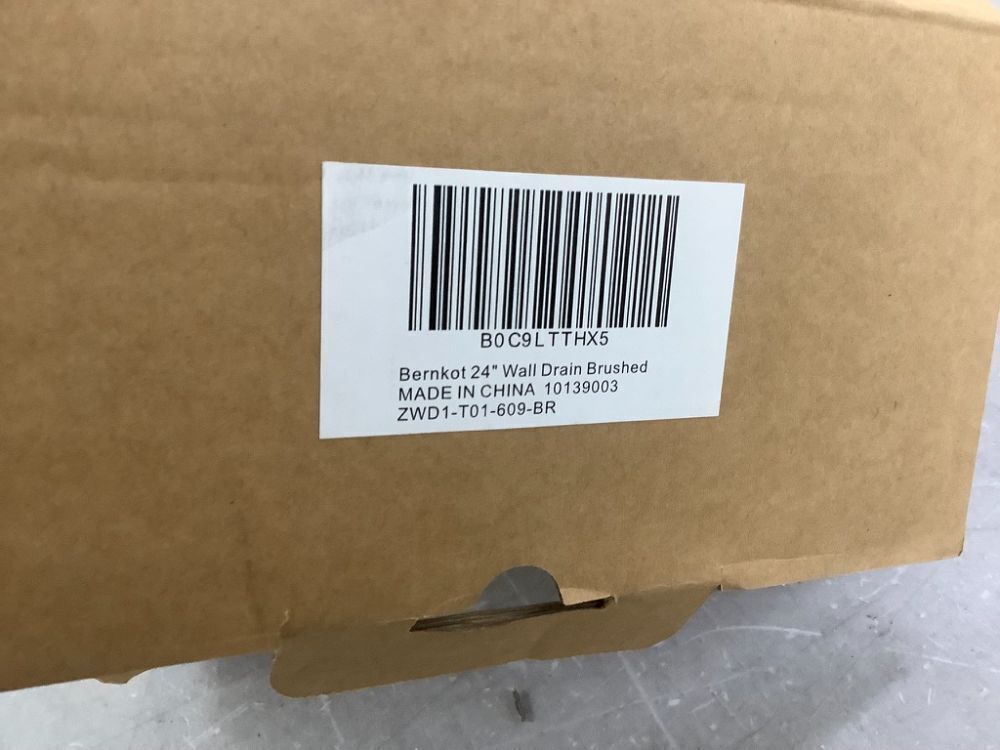 B0C9LTTHX5
Bernkot 24" Wall Drain Brushed
MADE IN CHINA 10139003
ZWD1-T01-609-BR